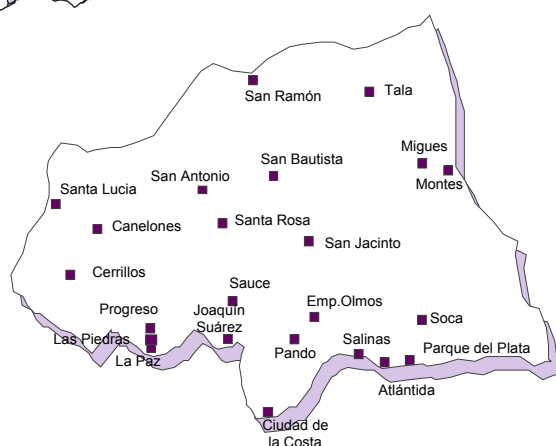 San Ramón
Tala
Migues
Montes
San Bautista
San Antonio
Santa Lucia
Canelones
Santa Rosa
San Jacinto
Cerrillos
Sauce
Progreso
Joaquín
Suárez
Emp.Olmos
Las Piedras
La Paz
Pando
Salinas
Soca
Parque del Plata
Atlántida
Ciudad de
la Costa